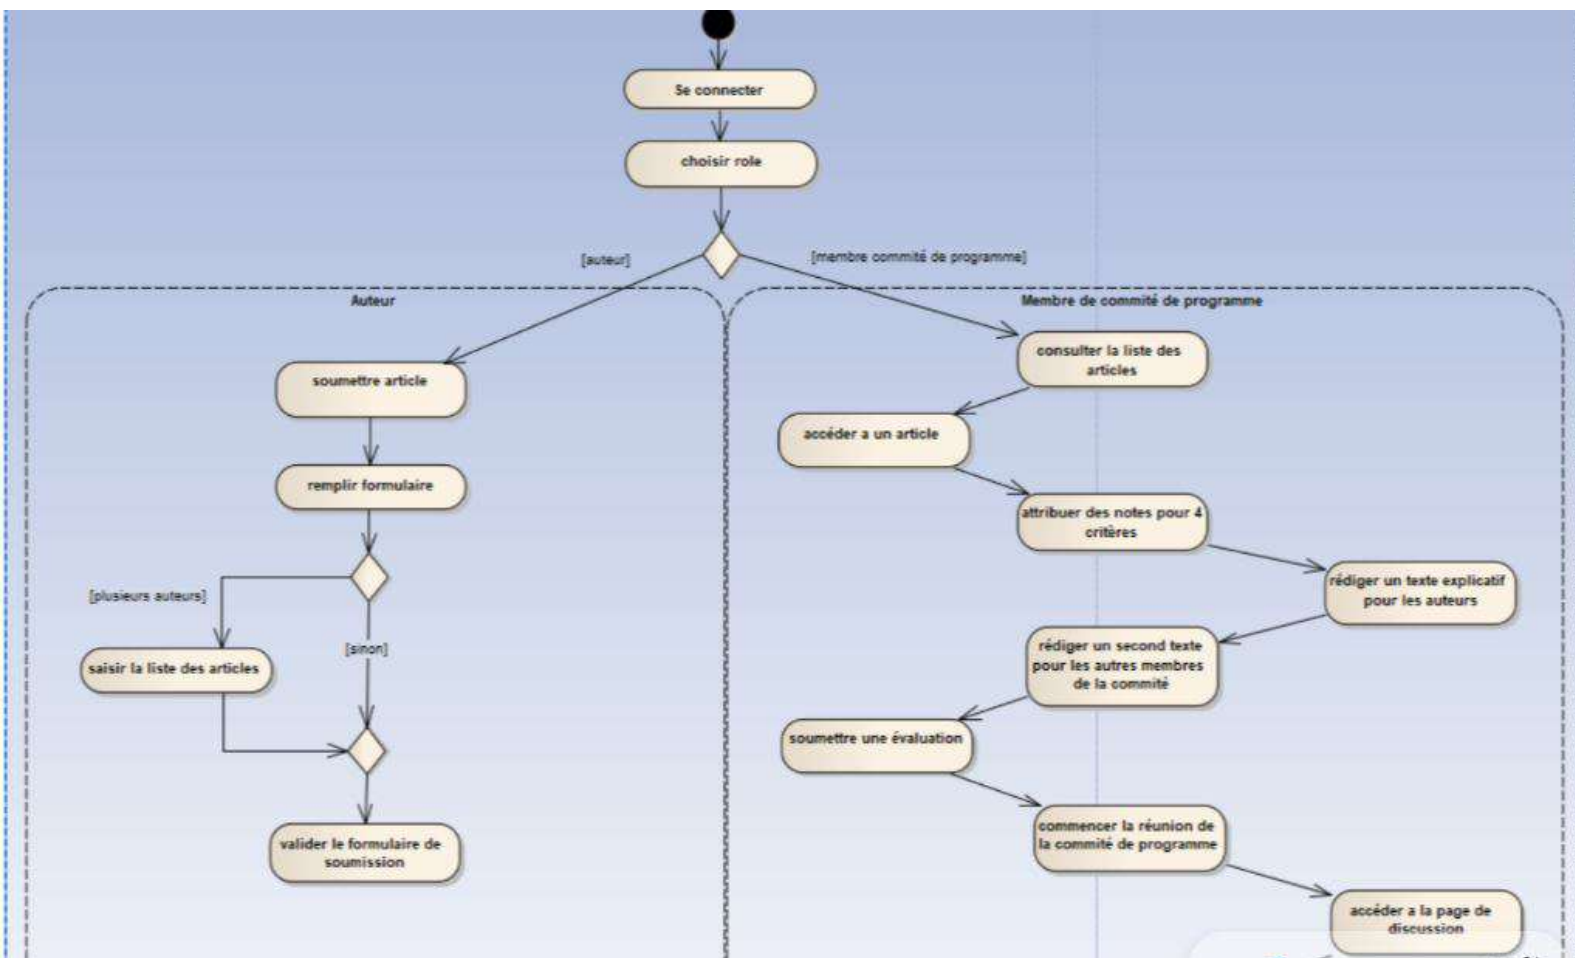 Se connecter
choisir role
[auteur]
[membre commité de programme]
Auteur
soumettre article
remplir formulaire
[plusieurs auteurs]
[sinon]
saisir la liste des articles
valider le formulaire de
soumission
Membre de commité de programme
consulter la liste des
articles
accéder a un article
attribuer des notes pour 4
critères
rédiger un texte explicatif
pour les auteurs
rédiger un second texte
pour les autres membres
de la commité
soumettre une évaluation
commencer la réunion de
la commité de programme
accéder a la page de
discussion